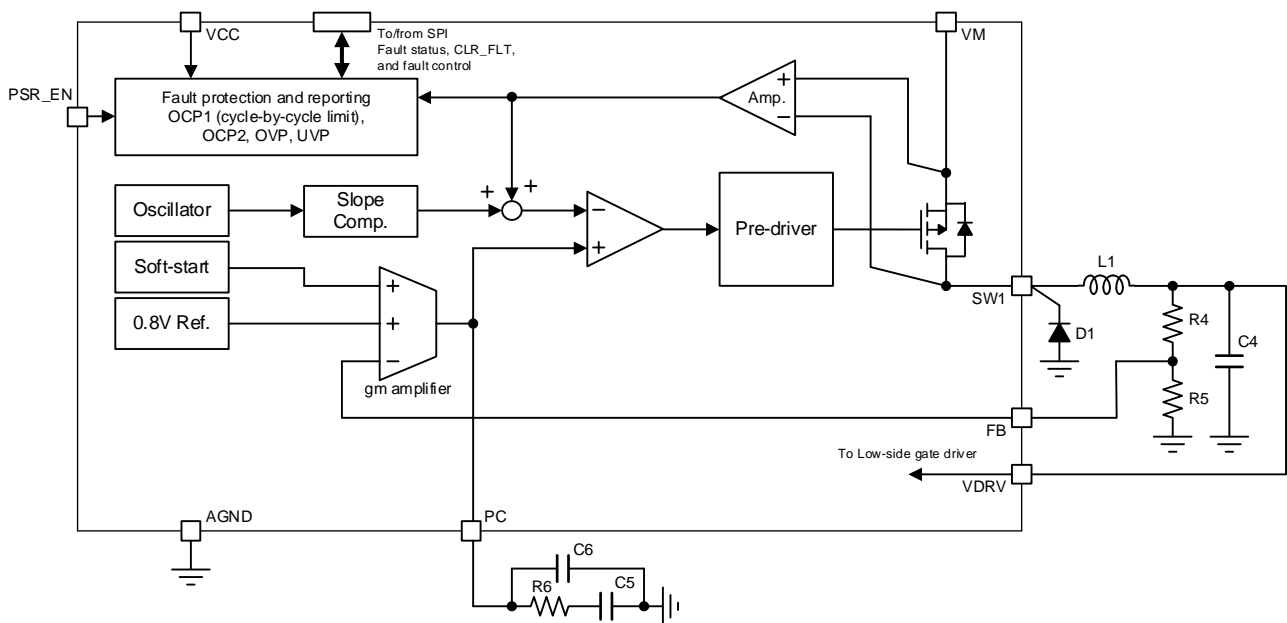 VCC
To/from SPI
Fault status, CLR_FLT,
and fault control
VM
PSR_EN
Fault protection and reporting
OCP1 (cycle-by-cycle limit),
OCP2, OVP, UVP
+
Amp.
−
+
+
Oscillator
Slope
Comp.
−
+
Pre-driver
Soft-start
+
0.8V Ref.
+
−
gm amplifier
SW1
L1
D1
R4
C4
R5
FB
To Low-side gate driver
VDRV
AGND
PC
C6
R6
C5